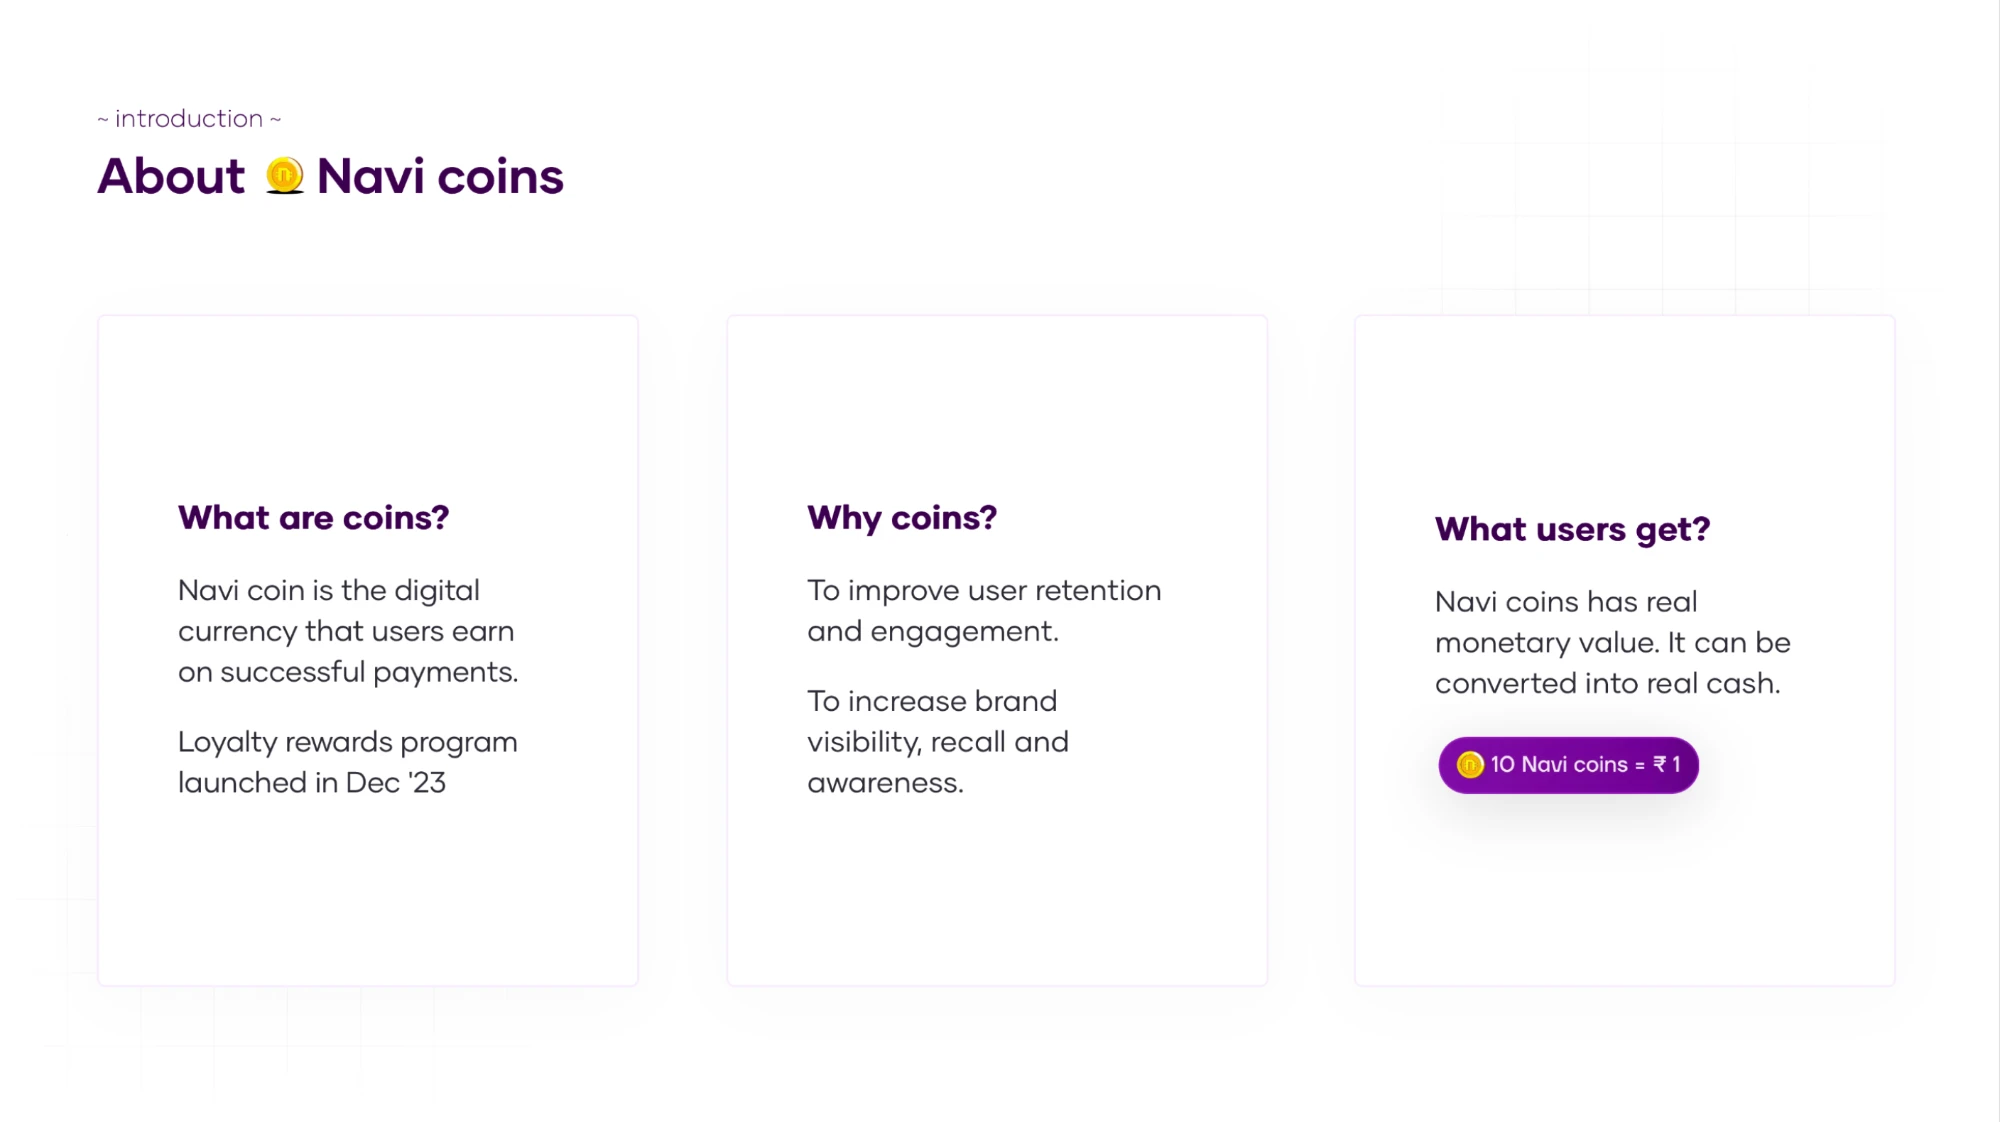 ~ introduction ~
About Navi coins
What are coins?
Navi coin is the digital
currency that users earn
on successful payments.
Loyalty rewards program
launched in Dec '23
Why coins?
To improve user retention
and engagement.
To increase brand
visibility, recall and
awareness.
What users get?
Navi coins has real
monetary value. It can be
converted into real cash.
10 Navi coins = ₹ 1